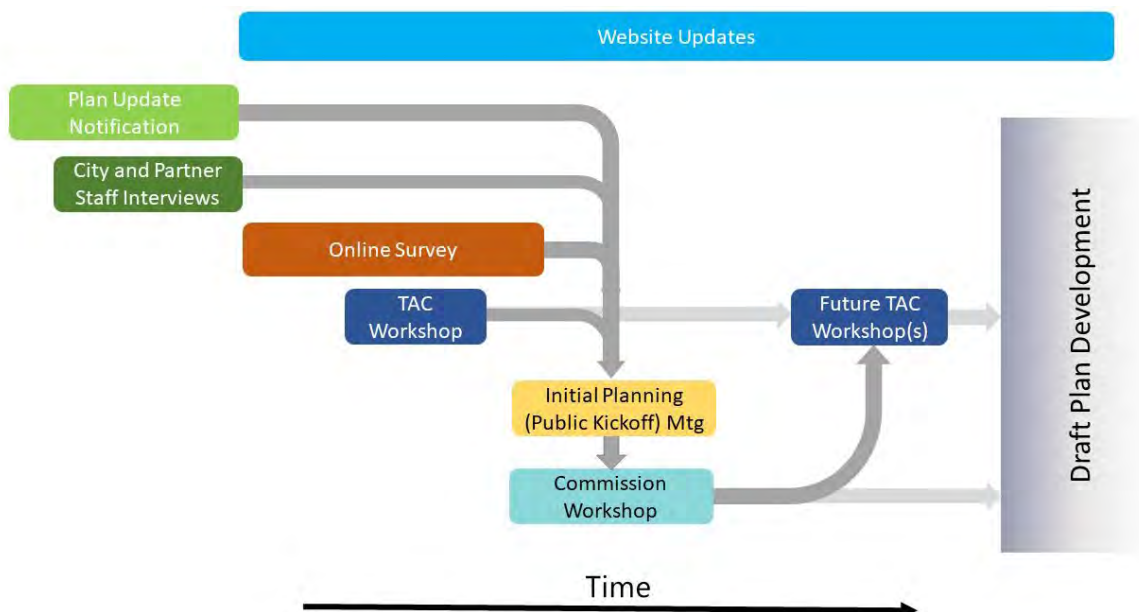 Website Updates
Plan Update
Notification
City and Partner
Staff Interviews
Online Survey
TAC
Workshop
Future TAC
Workshop(s)
Initial Planning
(Public Kickoff) Mtg
Commission
Workshop
Draft Plan Development
Time